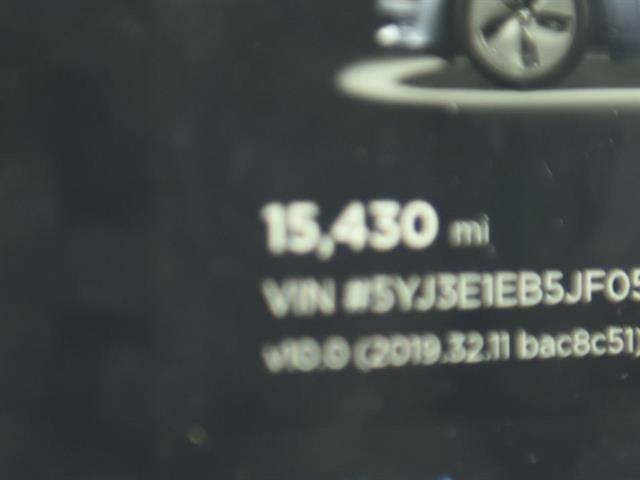 15,430 mi
VIN #5YJ3E1EB5JF05
v10.0 (2019.32.11 bac8c51)